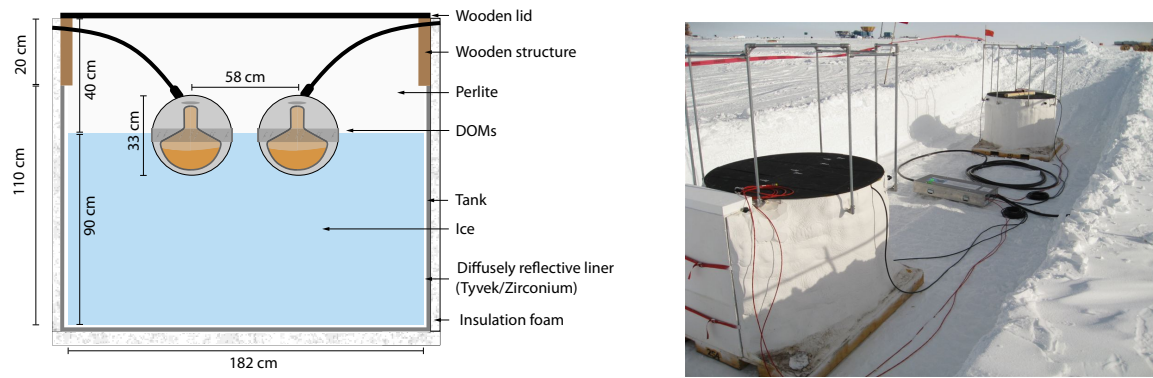 Wooden lid
20 cm
40 cm
Wooden structure
58 cm
Perlite
33 cm
DOMs
110 cm
90 cm
Tank
Ice
Diffusely reflective liner
(Tyvek/Zirconium)
Insulation foam
182 cm